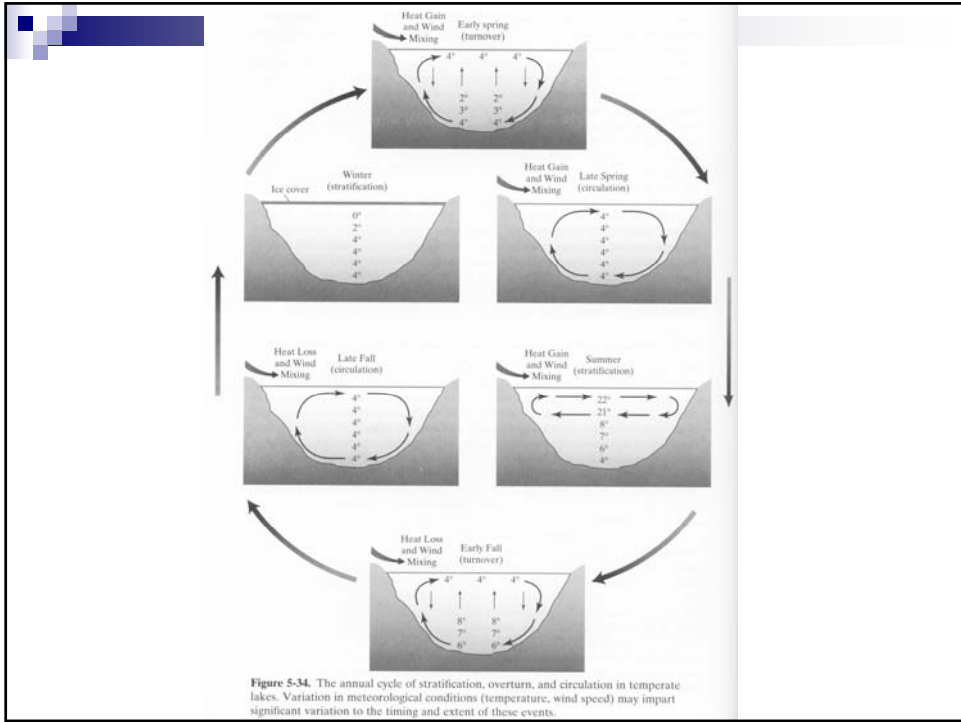 Heat Gain
and Wind
Mixing
Early spring
(turnover)
4° 4° 4°
2° 2°
3° 3°
4° 4°
Winter
(stratification)
Ice cover
0°
2°
4°
4°
4°
4°
Heat Gain
and Wind
Mixing
Late Spring
(circulation)
4°
4°
4°
4°
4°
4°
Heat Loss
and Wind
Mixing
Late Fall
(circulation)
4°
4°
4°
4°
4°
4°
Heat Gain
and Wind
Mixing
Summer
(stratification)
22°
21°
8°
7°
6°
4°
Heat Loss
and Wind
Mixing
Early Fall
(turnover)
4° 4° 4°
8° 8°
7° 7°
6° 6°
Figure 5-34. The annual cycle of stratification, overturn, and circulation in temperate
lakes. Variation in meteorological conditions (temperature, wind speed) may impart
significant variation to the timing and extent of these events.